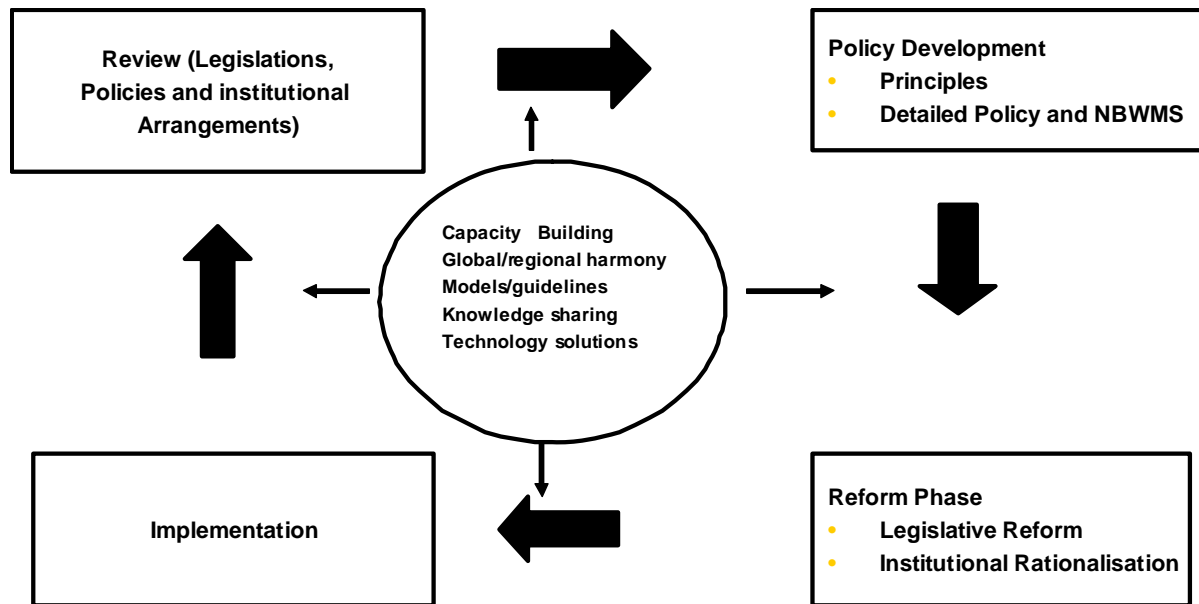 Review (Legislations,
Policies and institutional
Arrangements)
Policy Development
• Principles
• Detailed Policy and NBWMS
Capacity Building
Global/regional harmony
Models/guidelines
Knowledge sharing
Technology solutions
Implementation
Reform Phase
• Legislative Reform
• Institutional Rationalisation